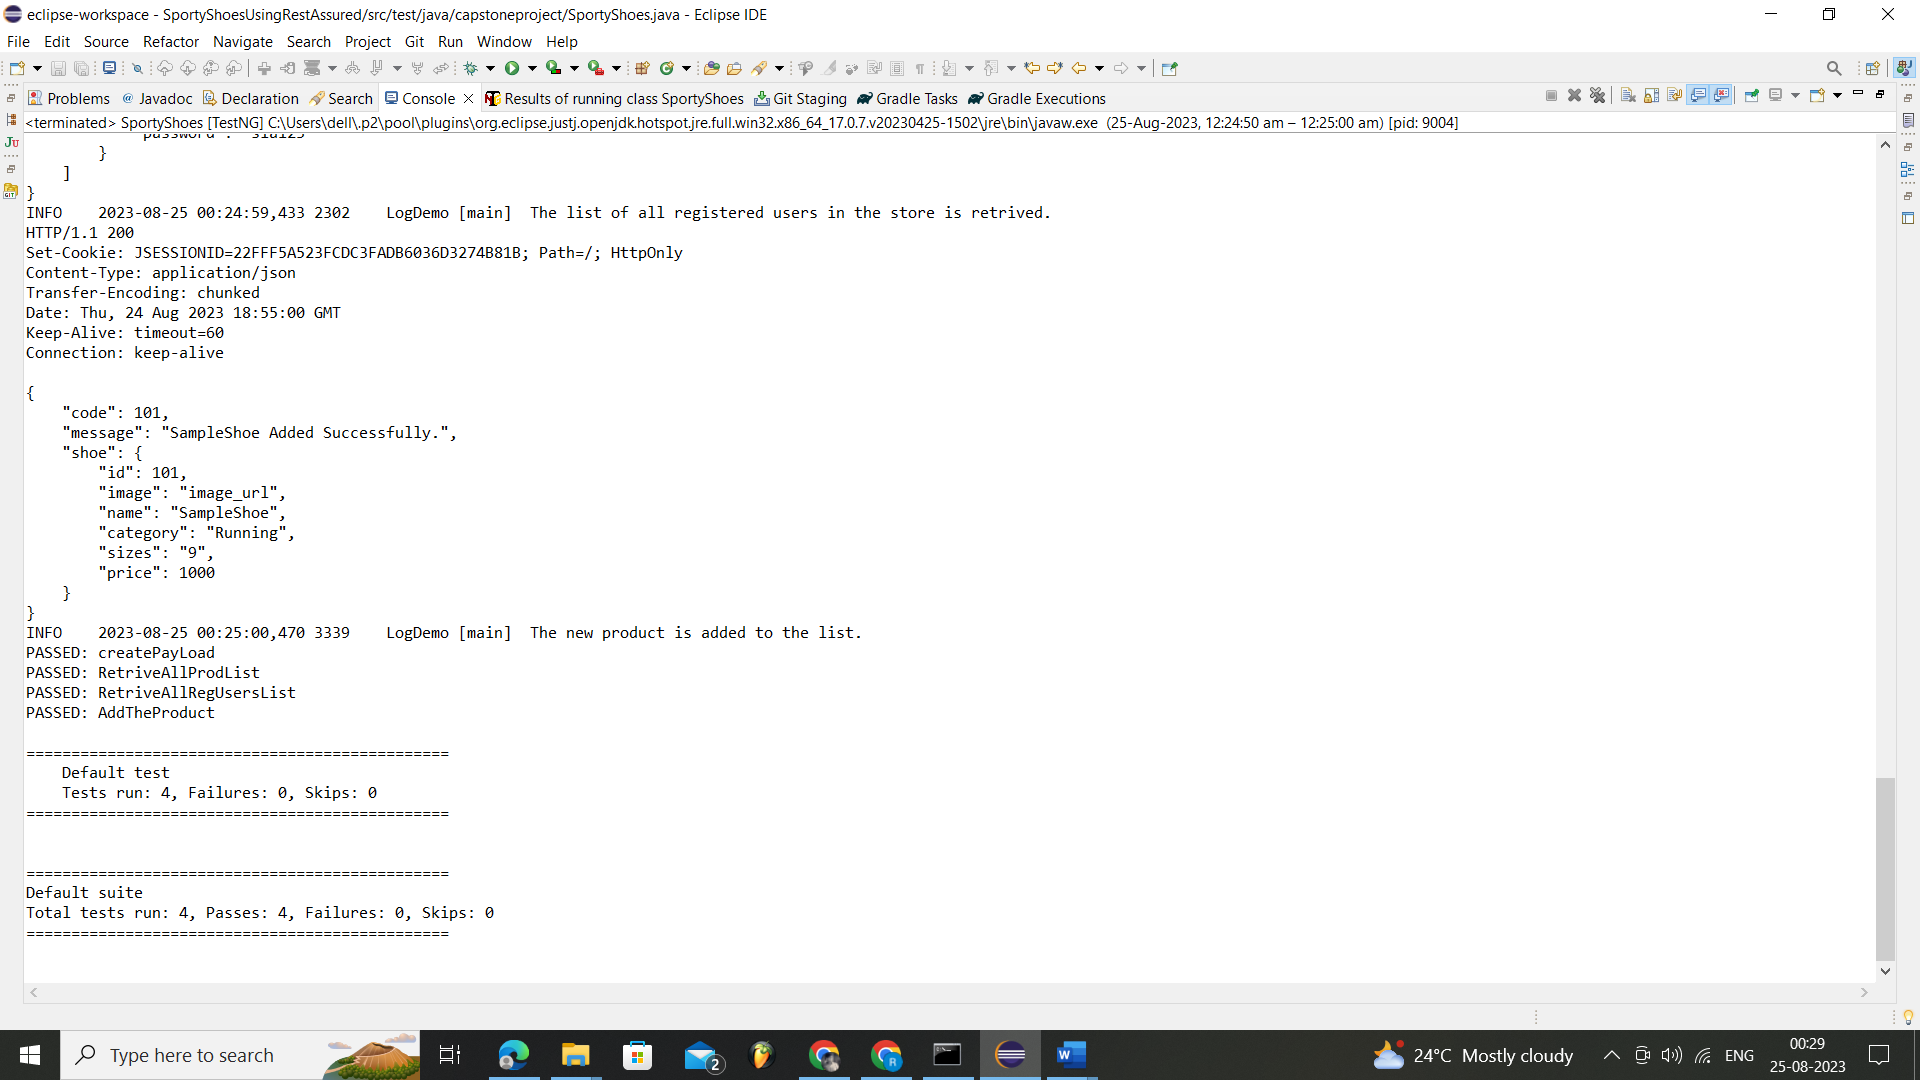 eclipse-workspace - SportyShoesUsingRestAssured/src/test/java/capstoneproject/SportyShoes.java - Eclipse IDE
File Edit Source Refactor Navigate Search Project Git Run Window Help
Problems Javadoc Declaration Search Console Results of running class SportyShoes Git Staging Gradle Tasks Gradle Executions
<terminated> SportyShoes [TestNG] C:\Users\dell\.p2\pool\plugins\org.eclipse.justj.openjdk.hotspot.jre.full.win32.x86_64_17.0.7.v20230425-1502\jre\bin\javaw.exe (25-Aug-2023, 12:24:50 am – 12:25:00 am) [pid: 9004]
        }
    ]
}
INFO    2023-08-25 00:24:59,433 2302    LogDemo [main]  The list of all registered users in the store is retrived.
HTTP/1.1 200
Set-Cookie: JSESSIONID=22FFF5A523FCDC3FADB6036D3274B81B; Path=/; HttpOnly
Content-Type: application/json
Transfer-Encoding: chunked
Date: Thu, 24 Aug 2023 18:55:00 GMT
Keep-Alive: timeout=60
Connection: keep-alive
{
    "code": 101,
    "message": "SampleShoe Added Successfully.",
    "shoe": {
        "id": 101,
        "image": "image_url",
        "name": "SampleShoe",
        "category": "Running",
        "sizes": "9",
        "price": 1000
    }
}
INFO    2023-08-25 00:25:00,470 3339    LogDemo [main]  The new product is added to the list.
PASSED: createPayLoad
PASSED: RetriveAllProdList
PASSED: RetriveAllRegUsersList
PASSED: AddTheProduct
===============================================
    Default test
    Tests run: 4, Failures: 0, Skips: 0
===============================================
===============================================
Default suite
Total tests run: 4, Passes: 4, Failures: 0, Skips: 0
===============================================
Type here to search
2
24°C Mostly cloudy
ENG
00:29
25-08-2023